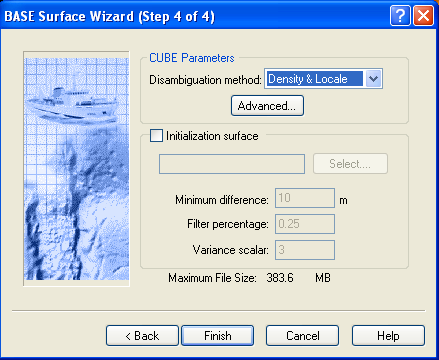 BASE Surface Wizard (Step 4 of 4)
CUBE Parameters
Disambiguation method: Density & Locale
Advanced...
Initialization surface
Select....
Minimum difference: 10 m
Filter percentage: 0.25
Variance scalar: 3
Maximum File Size: 383.6 MB
< Back Finish Cancel Help